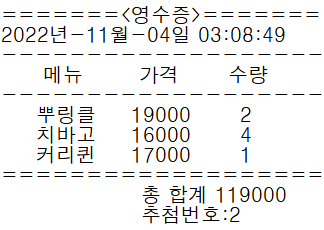 =======<영수증>=======
2022년-11월-04일 03:08:49
--------------------
메뉴 가격 수량
--------------------
뿌링클 19000 2
치바고 16000 4
커리퀸 17000 1
====================
총 합계 119000
추첨번호:2